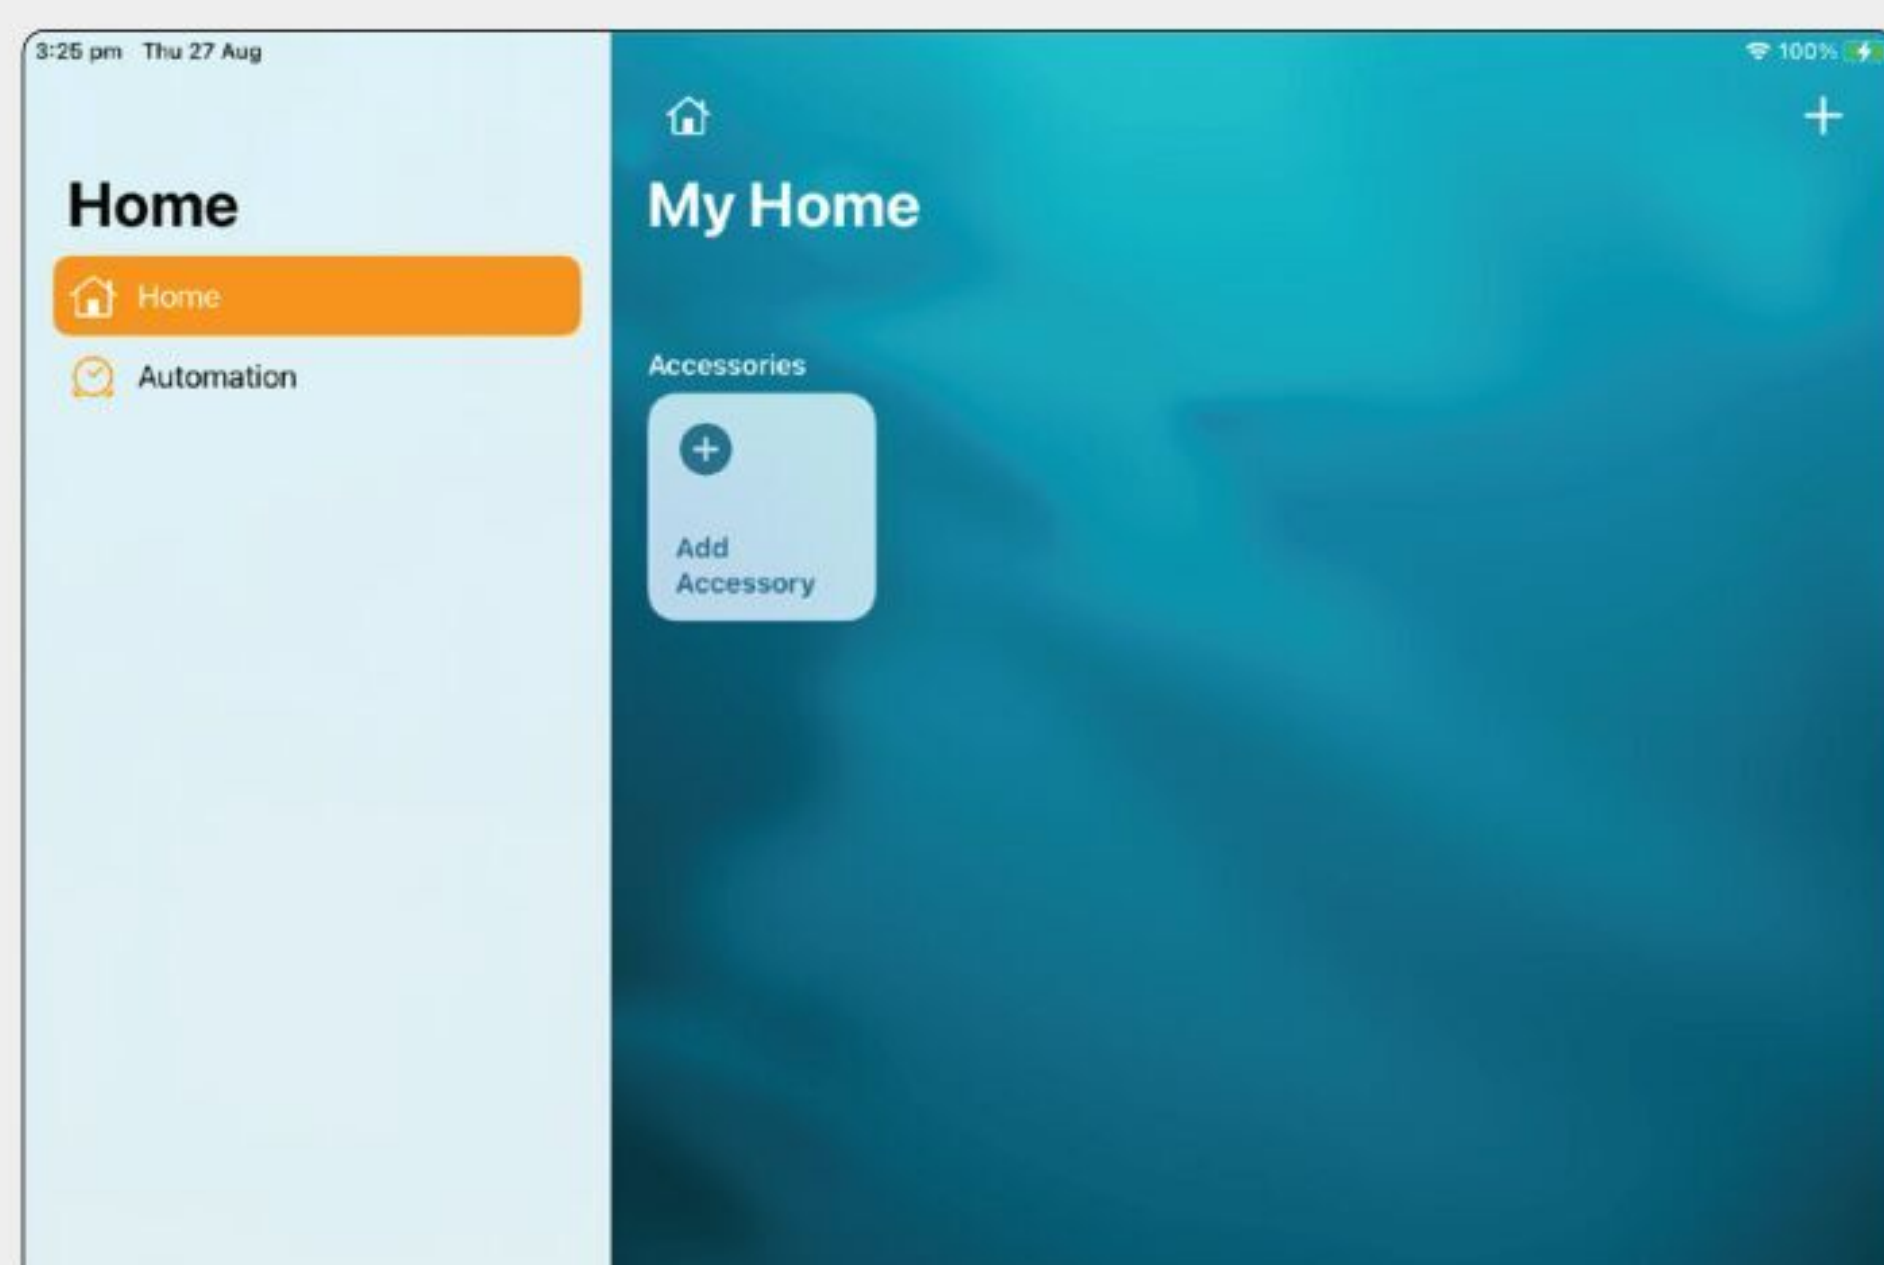 3:25 pm Thu 27 Aug
100%
Home
Home
Automation
My Home
Accessories
Add
Accessory